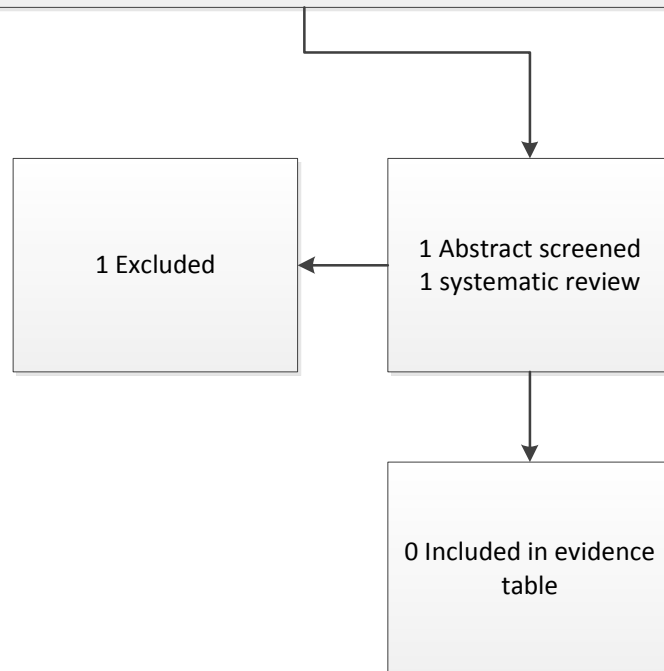 1 Excluded
1 Abstract screened
1 systematic review
0 Included in evidence
table